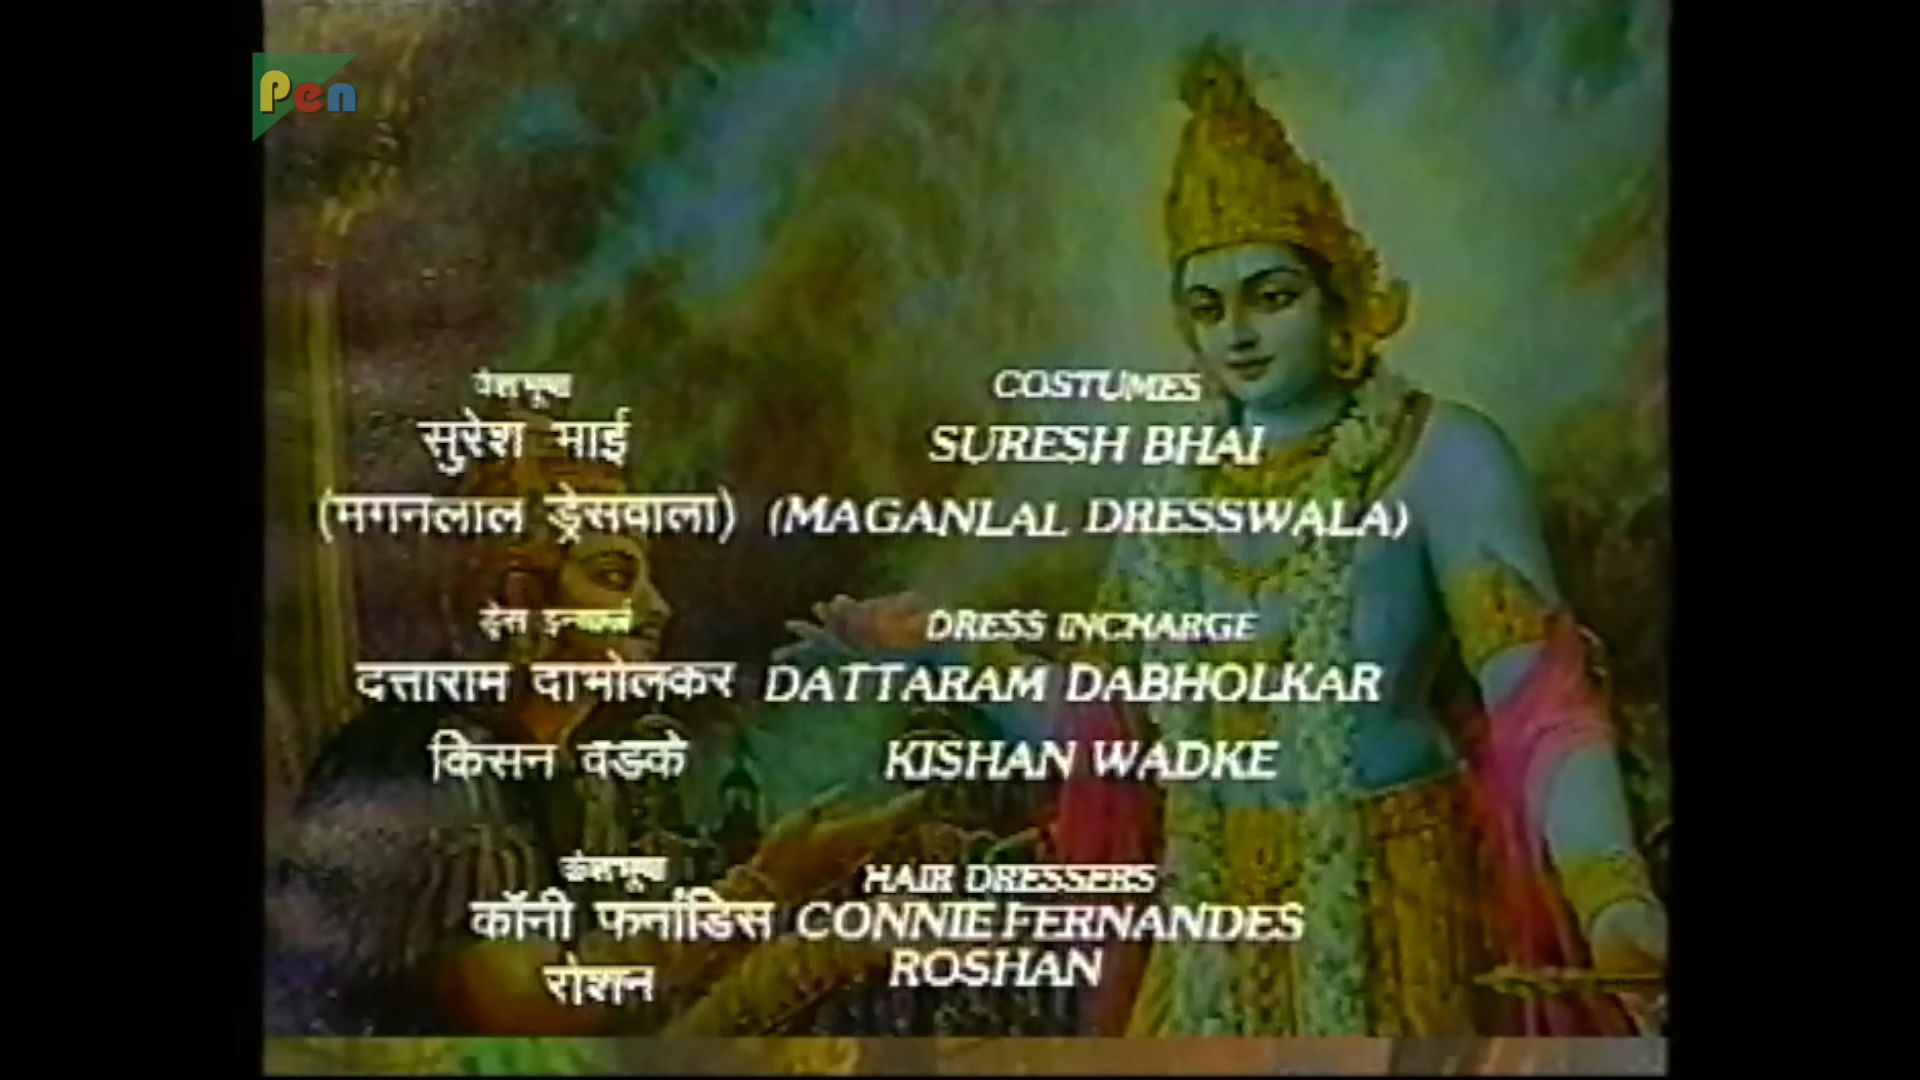 Pen
वेशभूषा COSTUMES
सुरेश भाई SURESH BHAI
(मगनलाल ड्रेसवाला) (MAGANLAL DRESSWALA)
ड्रेस इन्चार्ज DRESS INCHARGE
दत्ताराम दाभोलकर DATTARAM DABHOLKAR
किसन वडके KISHAN WADKE
केशभूषा HAIR DRESSERS
कॉनी फर्नांडिस CONNIE FERNANDES
रोशन ROSHAN